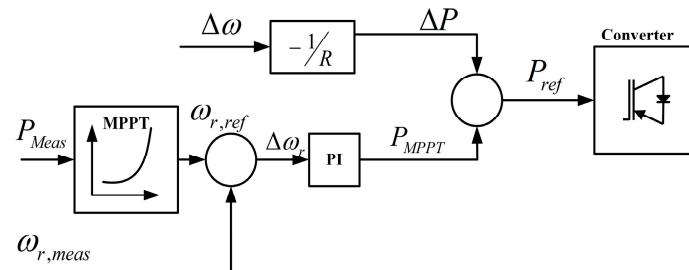 Δω
−1/R
ΔP
Converter
P_ref
P_Meas
MPPT
ω_r,ref
Δω_r
PI
P_MPPT
ω_r,meas